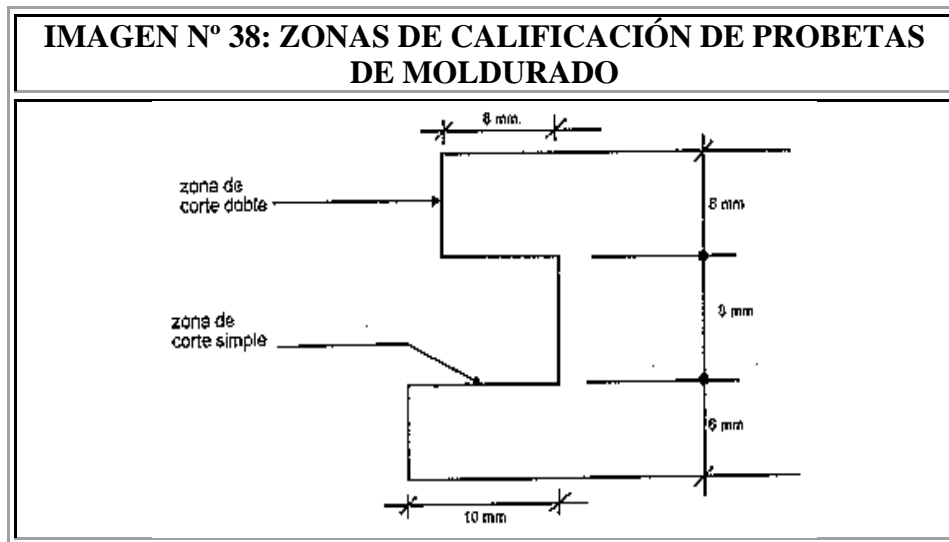 IMAGEN Nº 38: ZONAS DE CALIFICACIÓN DE PROBETAS
DE MOLDURADO
8 mm.
zona de
corte doble
8 mm
zona de
corte simple
mm
6 mm
10 mm